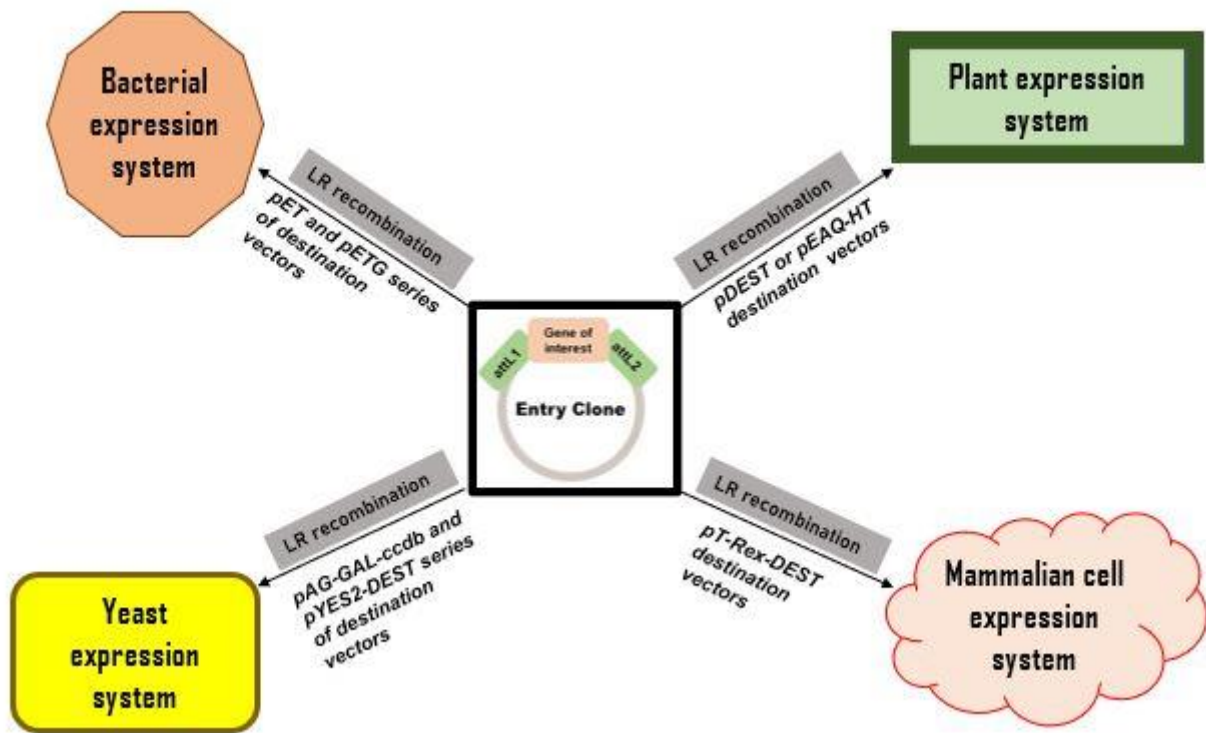 Bacterial
expression
system
Plant expression
system
LR recombination
pET and pETG series
of destination
vectors
LR recombination
pDEST or pEAQ-HT
destination vectors
Gene of
interest
attL1
attL2
Entry Clone
LR recombination
pAG-GAL-ccdb and
pYES2-DEST series
of destination
vectors
LR recombination
pT-Rex-DEST
destination
vectors
Yeast
expression
system
Mammalian cell
expression
system